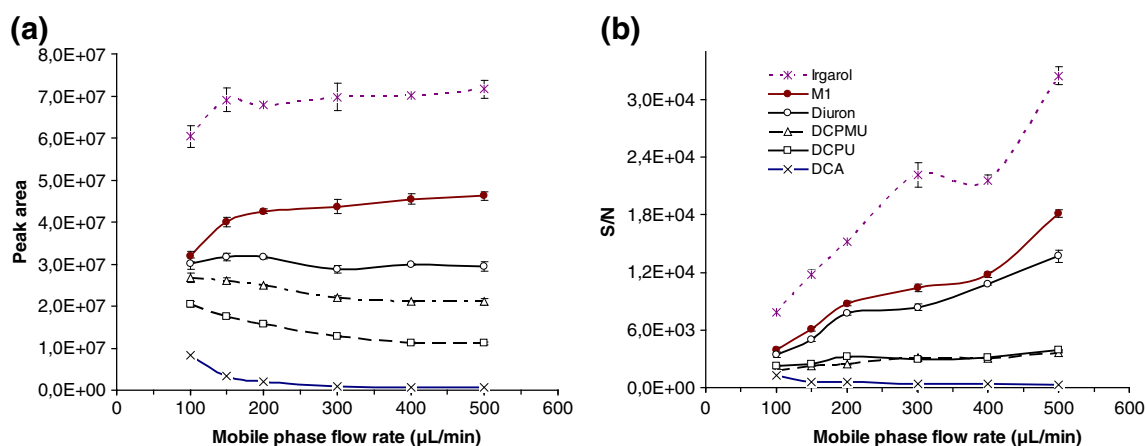 (a)
8,0E+07
7,0E+07
6,0E+07
5,0E+07
4,0E+07
3,0E+07
2,0E+07
1,0E+07
0,0E+00
Peak area
0 100 200 300 400 500 600
Mobile phase flow rate (µL/min)
(b)
3,0E+04
2,4E+04
1,8E+04
1,2E+04
6,0E+03
0,0E+00
S/N
Irgarol
M1
Diuron
DCPMU
DCPU
DCA
0 100 200 300 400 500 600
Mobile phase flow rate (µL/min)